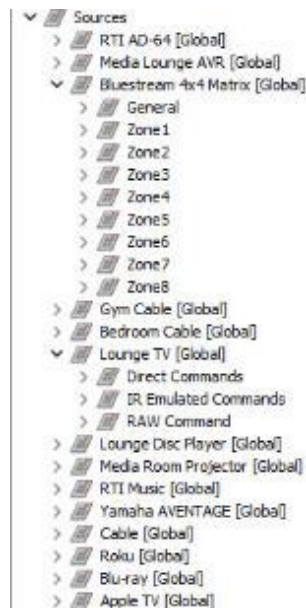 Sources
RTI AD-64 [Global]
Media Lounge AVR [Global]
Bluestream 4x4 Matrix [Global]
General
Zone1
Zone2
Zone3
Zone4
Zone5
Zone6
Zone7
Zone8
Gym Cable [Global]
Bedroom Cable [Global]
Lounge TV [Global]
Direct Commands
IR Emulated Commands
RAW Command
Lounge Disc Player [Global]
Media Room Projector [Global]
RTI Music [Global]
Yamaha AVENTAGE [Global]
Cable [Global]
Roku [Global]
Blu-ray [Global]
Apple TV [Global]